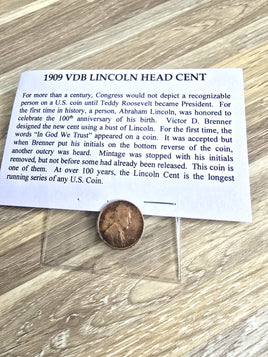 1909 VDB LINCOLN HEAD CENT
For more than a century, Congress would not depict a recognizable
person on a U.S. coin until Teddy Roosevelt became President. For
the first time in history, a person, Abraham Lincoln, was honored to
celebrate the 100th anniversary of his birth. Victor D. Brenner
designed the new cent using a bust of Lincoln. For the first time, the
words "In God We Trust" appeared on a coin. It was accepted but
when Brenner put his initials on the bottom reverse of the coin,
another outcry was heard. Mintage was stopped with his initials
removed, but not before some had already been released. This coin is
one of them. At over 100 years, the Lincoln Cent is the longest
running series of any U.S. Coin.